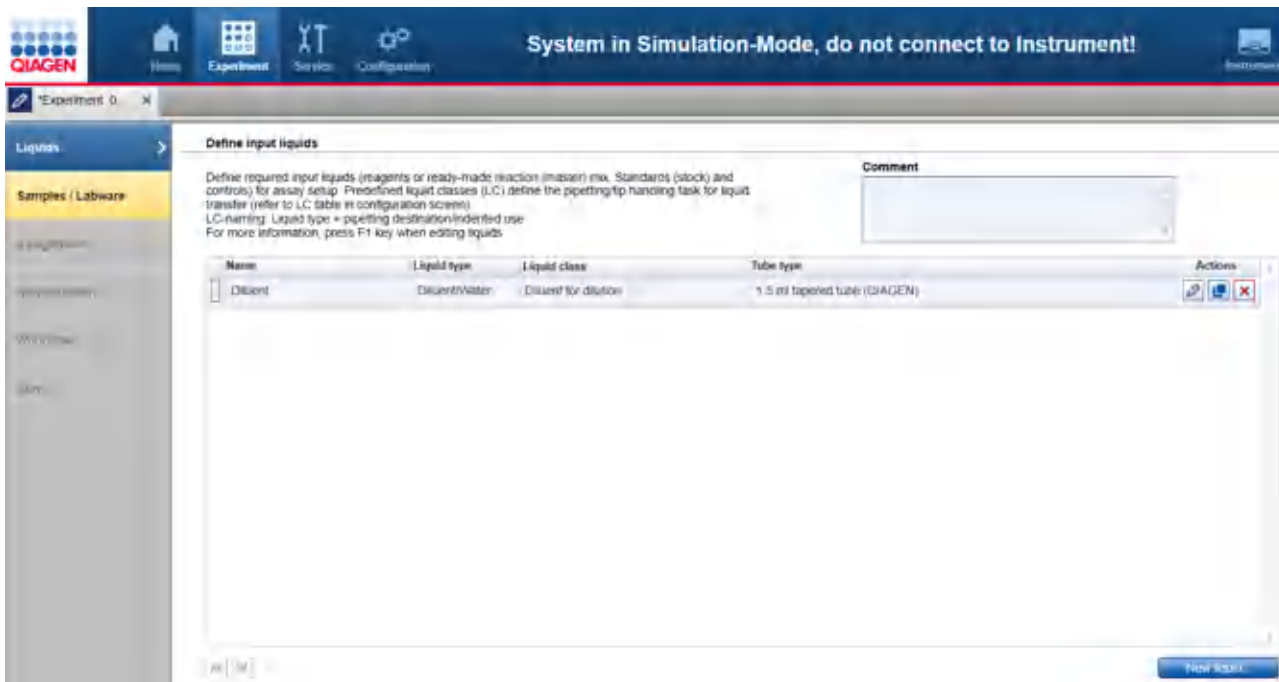 QIAGEN
Home
Experiment
Service
Configuration
System in Simulation-Mode, do not connect to Instrument!
*Experiment 0...
Liquids
Samples / Labware
Define input liquids
Define required input liquids (reagents or ready-made reaction (master) mix, Standards (stock) and
controls) for assay setup. Predefined liquid classes (LC) define the pipetting/tip handling task for liquid
transfer (refer to LC table in configuration screen)
LC-naming: Liquid type + pipetting destination/indented use
For more information, press F1 key when editing liquids
Comment
Name Liquid type Liquid class Tube type Actions
Diluent Diluent/Water Diluent for dilution 1.5 ml tapered tube (QIAGEN)
New liquid...